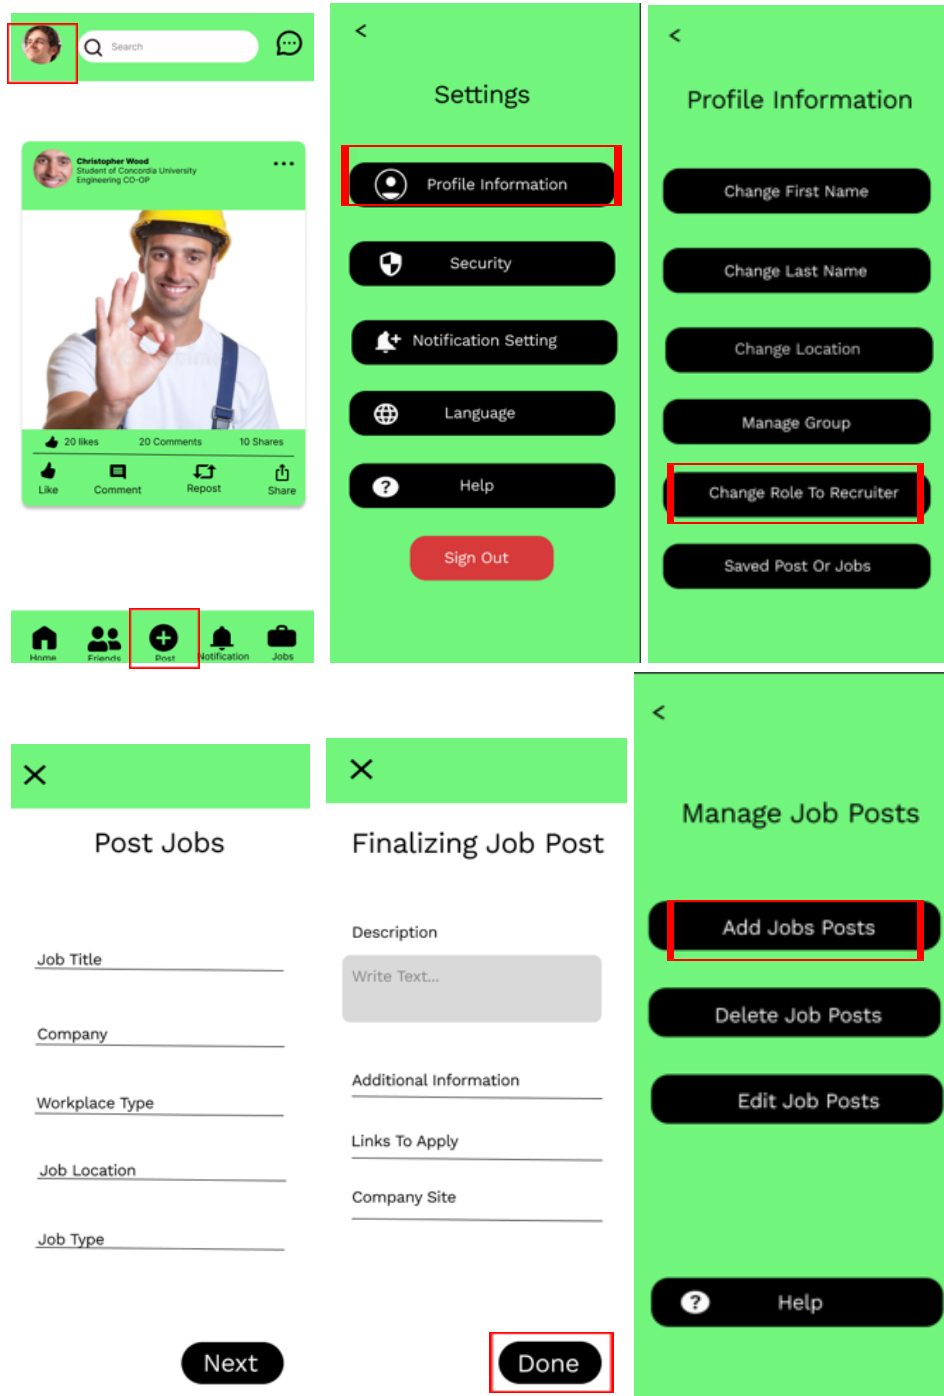 Search
Christopher Wood
Student of Concordia University
Engineering CO-OP
20 likes
20 Comments
10 Shares
Like
Comment
Repost
Share
Home
Friends
Post
Notification
Jobs
<
Settings
Profile Information
Security
Notification Setting
Language
? Help
Sign Out
<
Profile Information
Change First Name
Change Last Name
Change Location
Manage Group
Change Role To Recruiter
Saved Post Or Jobs
Post Jobs
Job Title
Company
Workplace Type
Job Location
Job Type
Next
Finalizing Job Post
Description
Write Text...
Additional Information
Links To Apply
Company Site
Done
<
Manage Job Posts
Add Jobs Posts
Delete Job Posts
Edit Job Posts
? Help